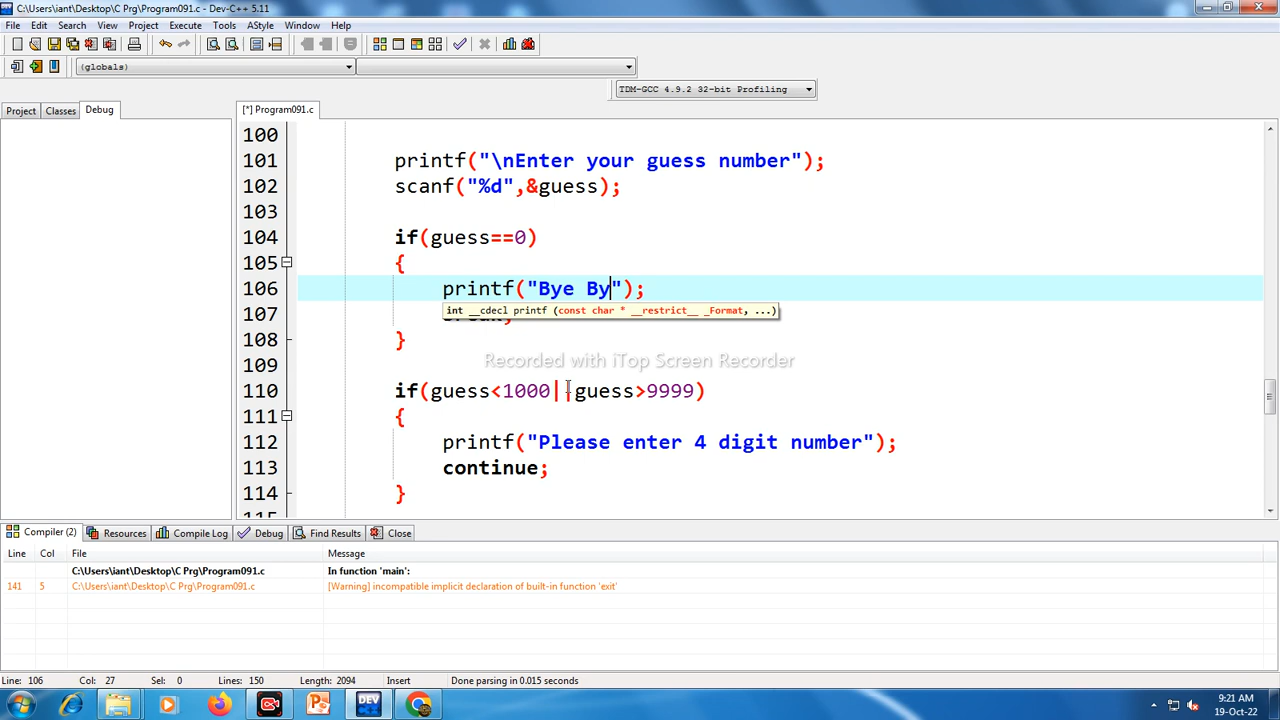 C:\Users\iant\Desktop\C Prg\Program091.c - Dev-C++ 5.11
File Edit Search View Project Execute Tools AStyle Window Help
(globals)
TDM-GCC 4.9.2 32-bit Profiling
Project Classes Debug
[*] Program091.c
100
101 printf("\nEnter your guess number");
102 scanf("%d",&guess);
103
104 if(guess==0)
105 {
106 printf("Bye By");
int __cdecl printf (const char * __restrict__ _Format, ...)
107
108 }
Recorded with iTop Screen Recorder
109
110 if(guess<1000||guess>9999)
111 {
112 printf("Please enter 4 digit number");
113 continue;
114 }
Compiler (2) Resources Compile Log Debug Find Results Close
Line Col File Message
C:\Users\iant\Desktop\C Prg\Program091.c In function 'main':
141 5 C:\Users\iant\Desktop\C Prg\Program091.c [Warning] incompatible implicit declaration of built-in function 'exit'
Line: 106 Col: 27 Sel: 0 Lines: 150 Length: 2094 Insert Done parsing in 0.015 seconds
DEV
9:21 AM
19-Oct-22